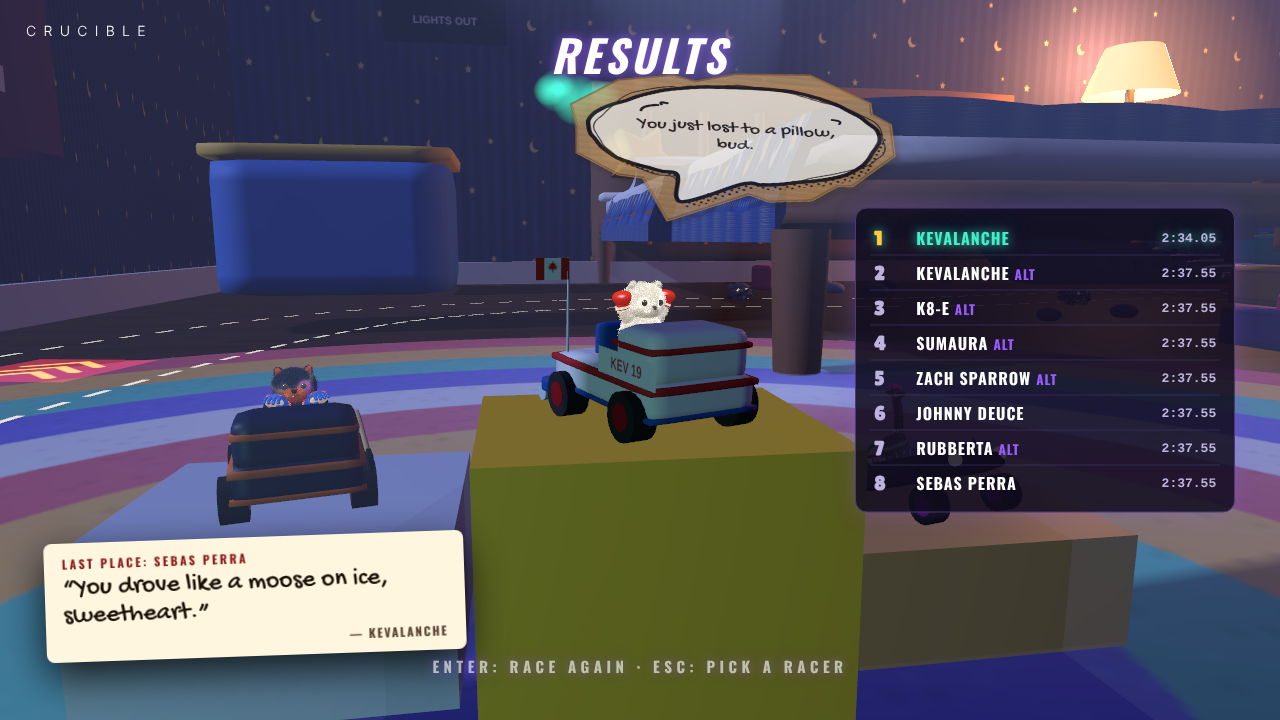 CRUCIBLE
LIGHTS OUT
RESULTS
You just lost to a pillow,
bud.
KEV 19
1 KEVALANCHE 2:34.05
2 KEVALANCHE ALT 2:37.55
3 K8-E ALT 2:37.55
4 SUMAURA ALT 2:37.55
5 ZACH SPARROW ALT 2:37.55
6 JOHNNY DEUCE 2:37.55
7 RUBBERTA ALT 2:37.55
8 SEBAS PERRA 2:37.55
LAST PLACE: SEBAS PERRA
"You drove like a moose on ice,
sweetheart."
— KEVALANCHE
ENTER: RACE AGAIN · ESC: PICK A RACER